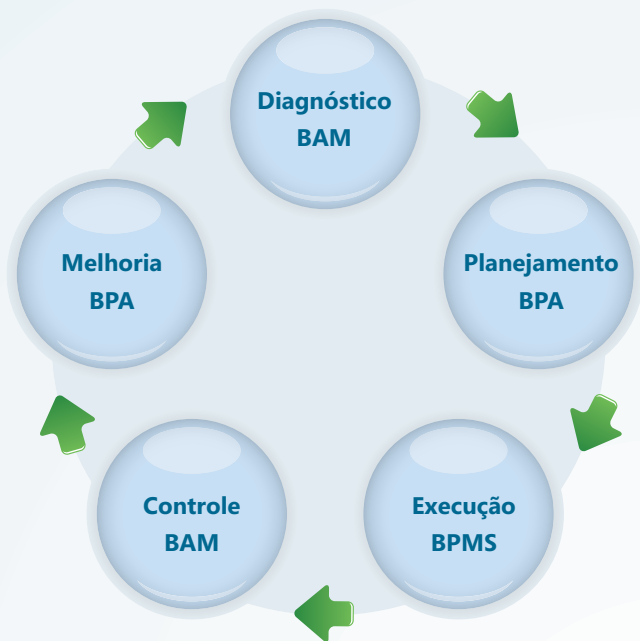 Diagnóstico
BAM
Planejamento
BPA
Execução
BPMS
Controle
BAM
Melhoria
BPA